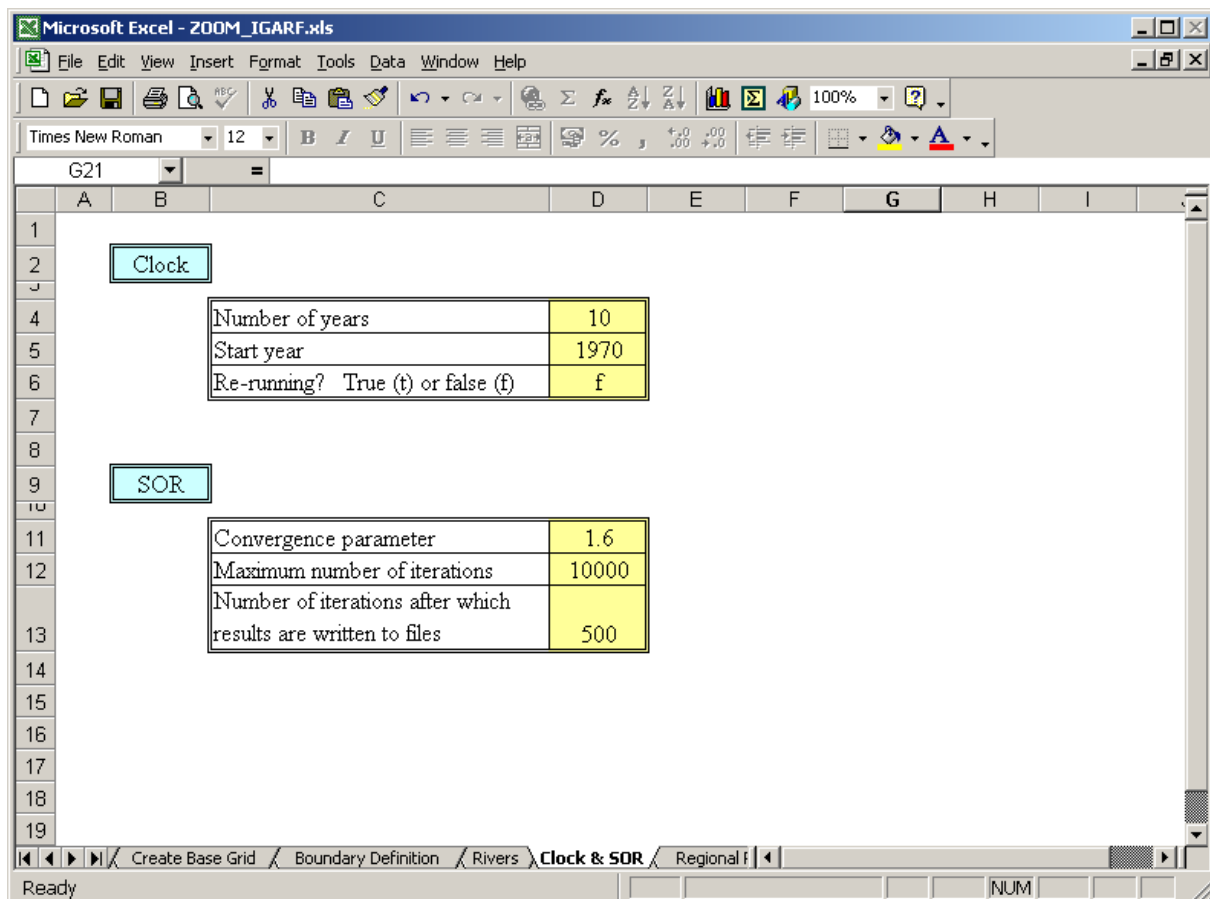 Microsoft Excel - ZOOM_IGARF.xls
File Edit View Insert Format Tools Data Window Help
100%
Times New Roman 12 B I U
G21 =
A B C D E F G H I
1
2 Clock
4 Number of years 10
5 Start year 1970
6 Re-running? True (t) or false (f) f
7
8
9 SOR
10
11 Convergence parameter 1.6
12 Maximum number of iterations 10000
Number of iterations after which
13 results are written to files 500
14
15
16
17
18
19
Create Base Grid Boundary Definition Rivers Clock & SOR Regional
Ready NUM